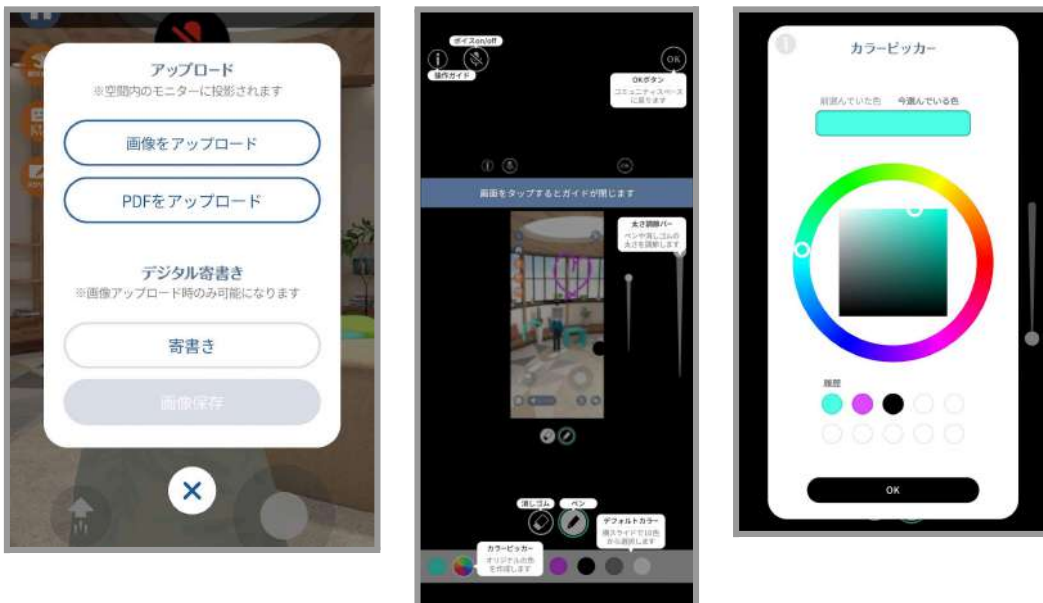 アップロード
※空間内のモニターに投影されます
画像をアップロード
PDFをアップロード
デジタル寄書き
※画像アップロード時のみ可能になります
寄書き
画像保存
ボイスon/off
操作ガイド
OK
OKボタン
コミュニティスペース
に戻ります
画面をタップするとガイドが閉じます
太さ調節バー
ペンや消しゴムの
太さを調節します
消しゴム
ペン
デフォルトカラー
横スライドで10色
から選択します
カラーピッカー
オリジナルの色
を作成します
カラーピッカー
前選んでいた色
今選んでいる色
履歴
OK